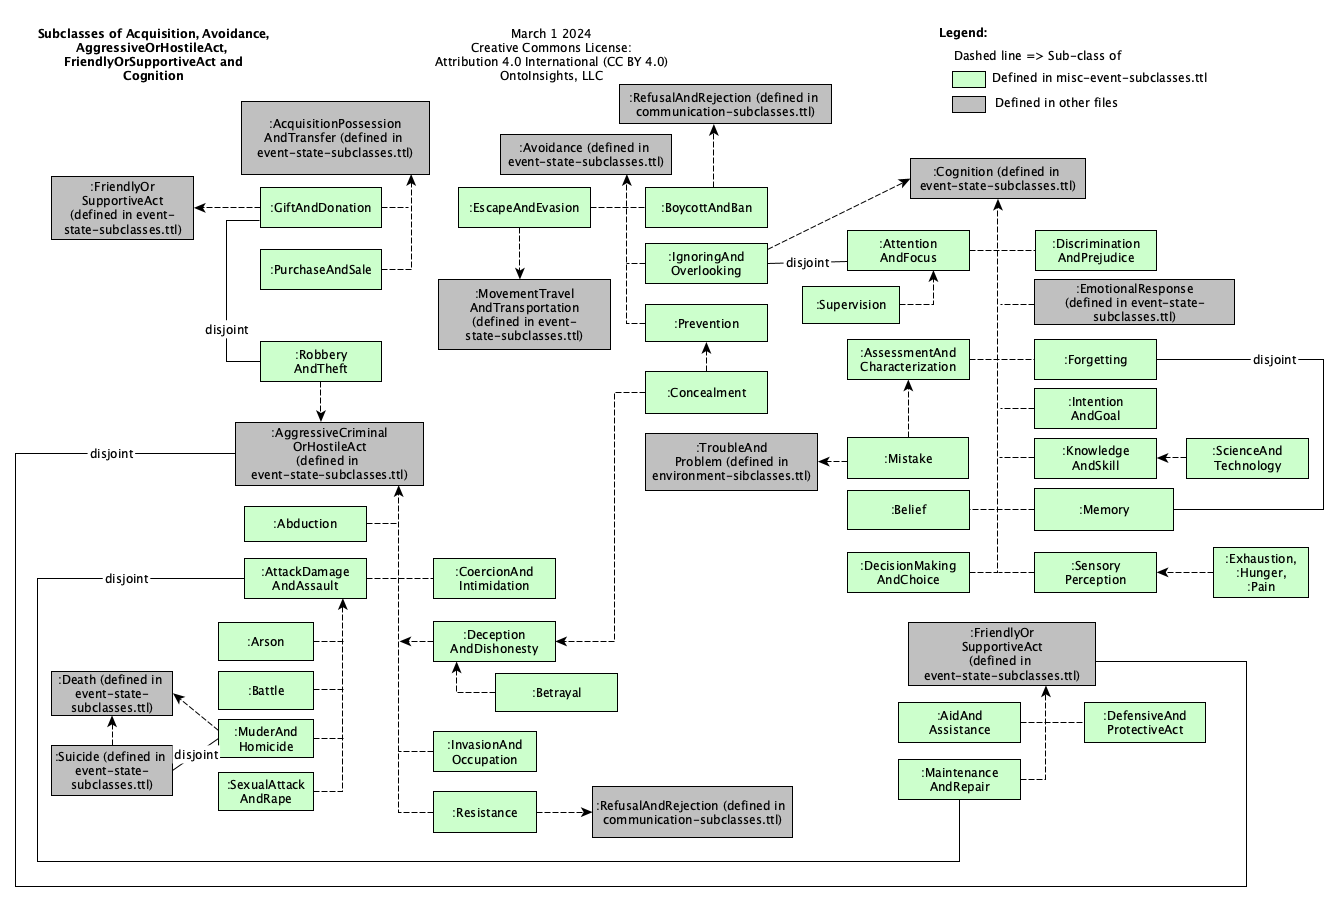 Subclasses of Acquisition, Avoidance,
AggressiveOrHostileAct,
FriendlyOrSupportiveAct and
Cognition
March 1 2024
Creative Commons License:
Attribution 4.0 International (CC BY 4.0)
OntoInsights, LLC
Legend:
Dashed line => Sub-class of
Defined in misc-event-subclasses.ttl
Defined in other files
:AcquisitionPossession
AndTransfer (defined in
event-state-subclasses.ttl)
:RefusalAndRejection (defined in
communication-subclasses.ttl)
:Avoidance (defined in
event-state-subclasses.ttl)
:Cognition (defined in
event-state-subclasses.ttl)
:FriendlyOr
SupportiveAct
(defined in event-
state-subclasses.ttl)
:GiftAndDonation
:EscapeAndEvasion
:BoycottAndBan
:PurchaseAndSale
:IgnoringAnd
Overlooking
disjoint
:Attention
AndFocus
:Discrimination
AndPrejudice
:MovementTravel
AndTransportation
(defined in event-
state-subclasses.ttl)
:Supervision
:EmotionalResponse
(defined in event-state-
subclasses.ttl)
disjoint
:Prevention
:Robbery
AndTheft
:AssessmentAnd
Characterization
:Forgetting
disjoint
:Concealment
:Intention
AndGoal
:AggressiveCriminal
OrHostileAct
(defined in
event-state-subclasses.ttl)
disjoint
:TroubleAnd
Problem (defined in
environment-sibclasses.ttl)
:Mistake
:Knowledge
AndSkill
:ScienceAnd
Technology
:Abduction
:Belief
:Memory
disjoint
:AttackDamage
AndAssault
:CoercionAnd
Intimidation
:DecisionMaking
AndChoice
:Sensory
Perception
:Exhaustion,
:Hunger,
:Pain
:Arson
:Deception
AndDishonesty
:FriendlyOr
SupportiveAct
(defined in
event-state-subclasses.ttl)
:Death (defined in
event-state-
subclasses.ttl)
:Battle
:Betrayal
:AidAnd
Assistance
:DefensiveAnd
ProtectiveAct
:MuderAnd
Homicide
:Suicide (defined in
event-state-
subclasses.ttl)
disjoint
:InvasionAnd
Occupation
:SexualAttack
AndRape
:Maintenance
AndRepair
:Resistance
:RefusalAndRejection (defined in
communication-subclasses.ttl)